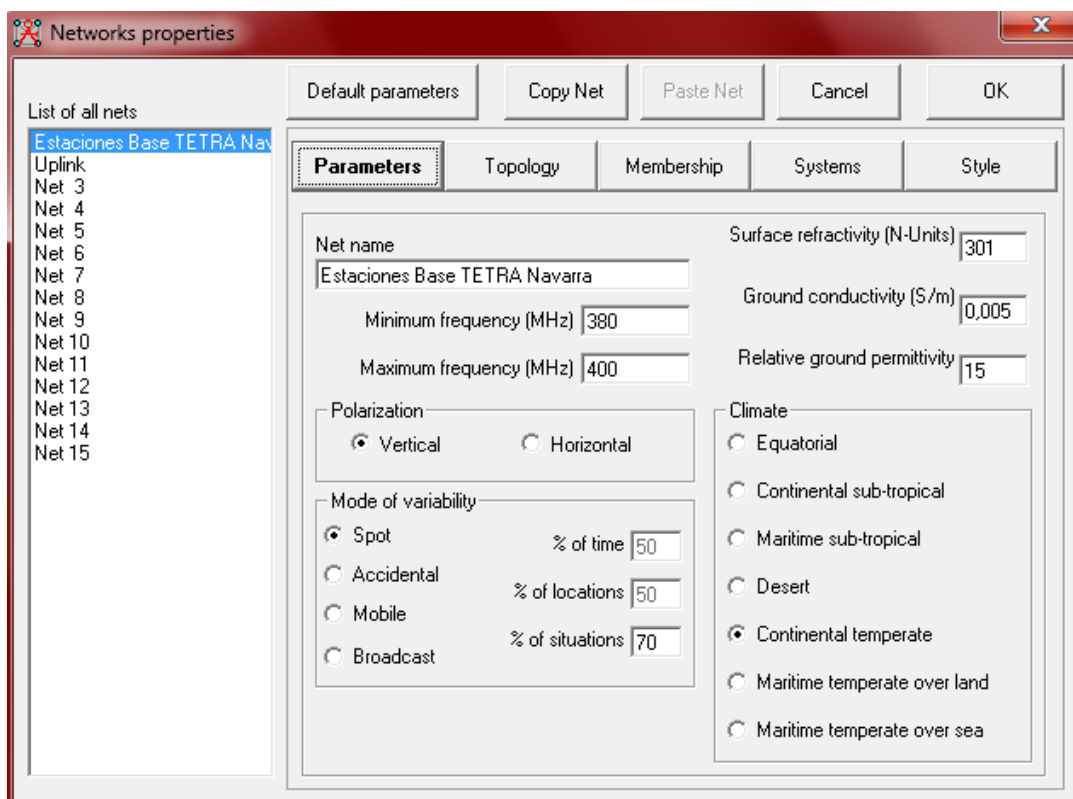 Networks properties
Default parameters
Copy Net
Paste Net
Cancel
OK
List of all nets
Estaciones Base TETRA Nav
Uplink
Net 3
Net 4
Net 5
Net 6
Net 7
Net 8
Net 9
Net 10
Net 11
Net 12
Net 13
Net 14
Net 15
Parameters
Topology
Membership
Systems
Style
Net name
Estaciones Base TETRA Navarra
Minimum frequency (MHz) 380
Maximum frequency (MHz) 400
Surface refractivity (N-Units) 301
Ground conductivity (S/m) 0,005
Relative ground permittivity 15
Polarization
Vertical
Horizontal
Mode of variability
Spot
Accidental
Mobile
Broadcast
% of time 50
% of locations 50
% of situations 70
Climate
Equatorial
Continental sub-tropical
Maritime sub-tropical
Desert
Continental temperate
Maritime temperate over land
Maritime temperate over sea